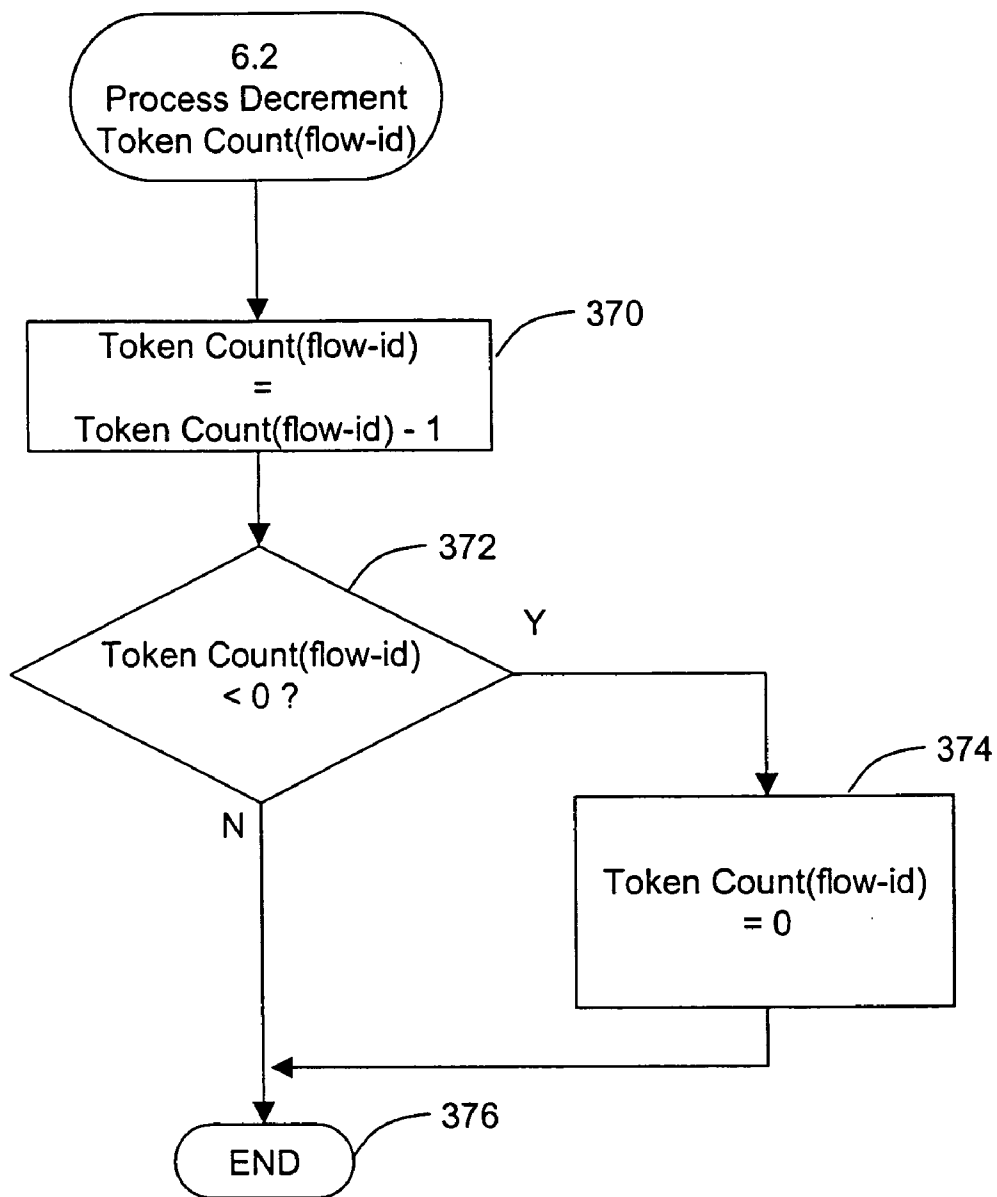 6.2
Process Decrement
Token Count(flow-id)
370
Token Count(flow-id)
=
Token Count(flow-id) - 1
372
Token Count(flow-id)
< 0 ?
Y
N
374
Token Count(flow-id)
= 0
376
END